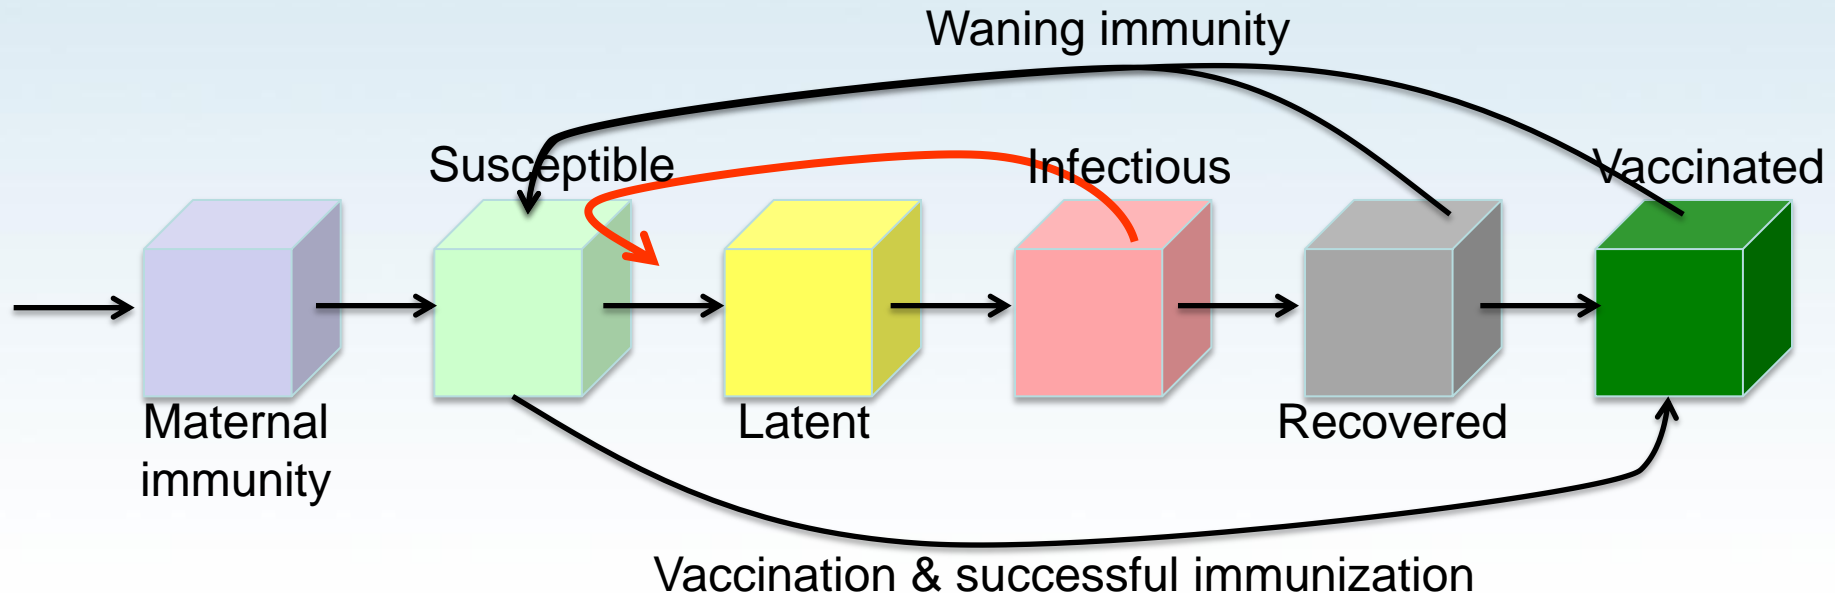 Waning immunity
Susceptible
Infectious
Vaccinated
Maternal
immunity
Latent
Recovered
Vaccination & successful immunization